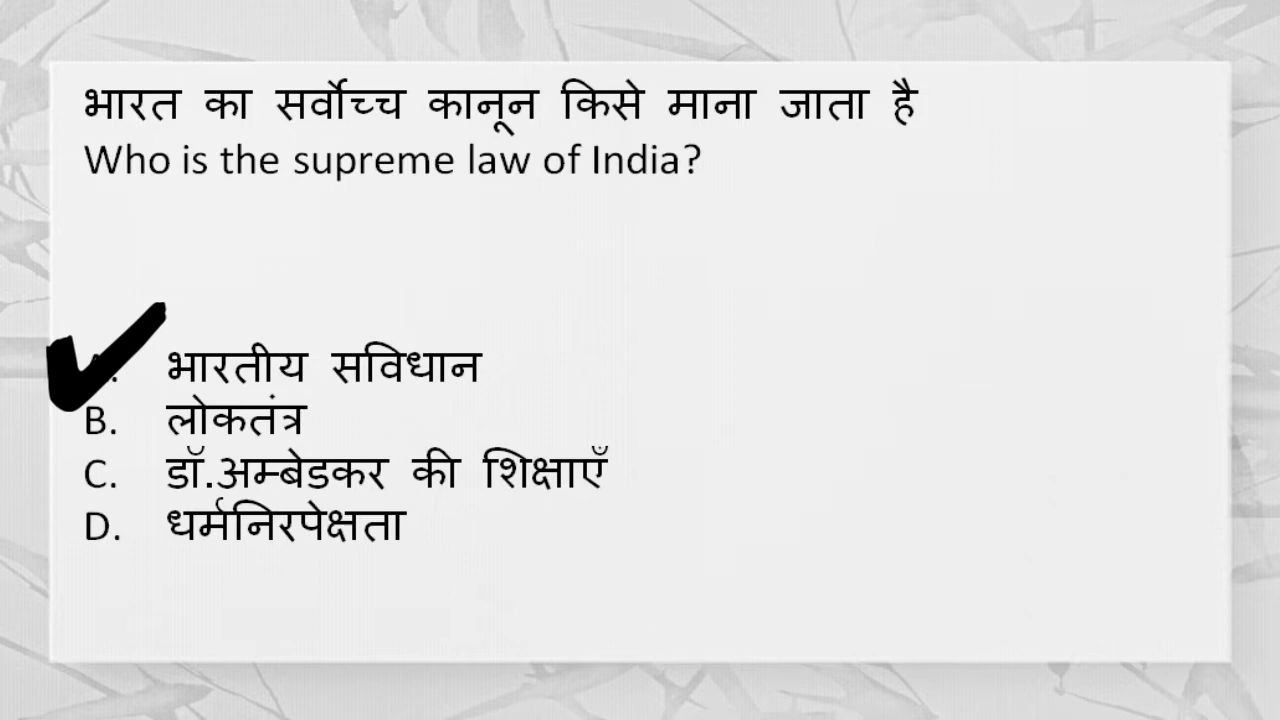 भारत का सर्वोच्च कानून किसे माना जाता है
Who is the supreme law of India?
भारतीय सविधान
B. लोकतंत्र
C. डॉ.अम्बेडकर की शिक्षाएँ
D. धर्मनिरपेक्षता